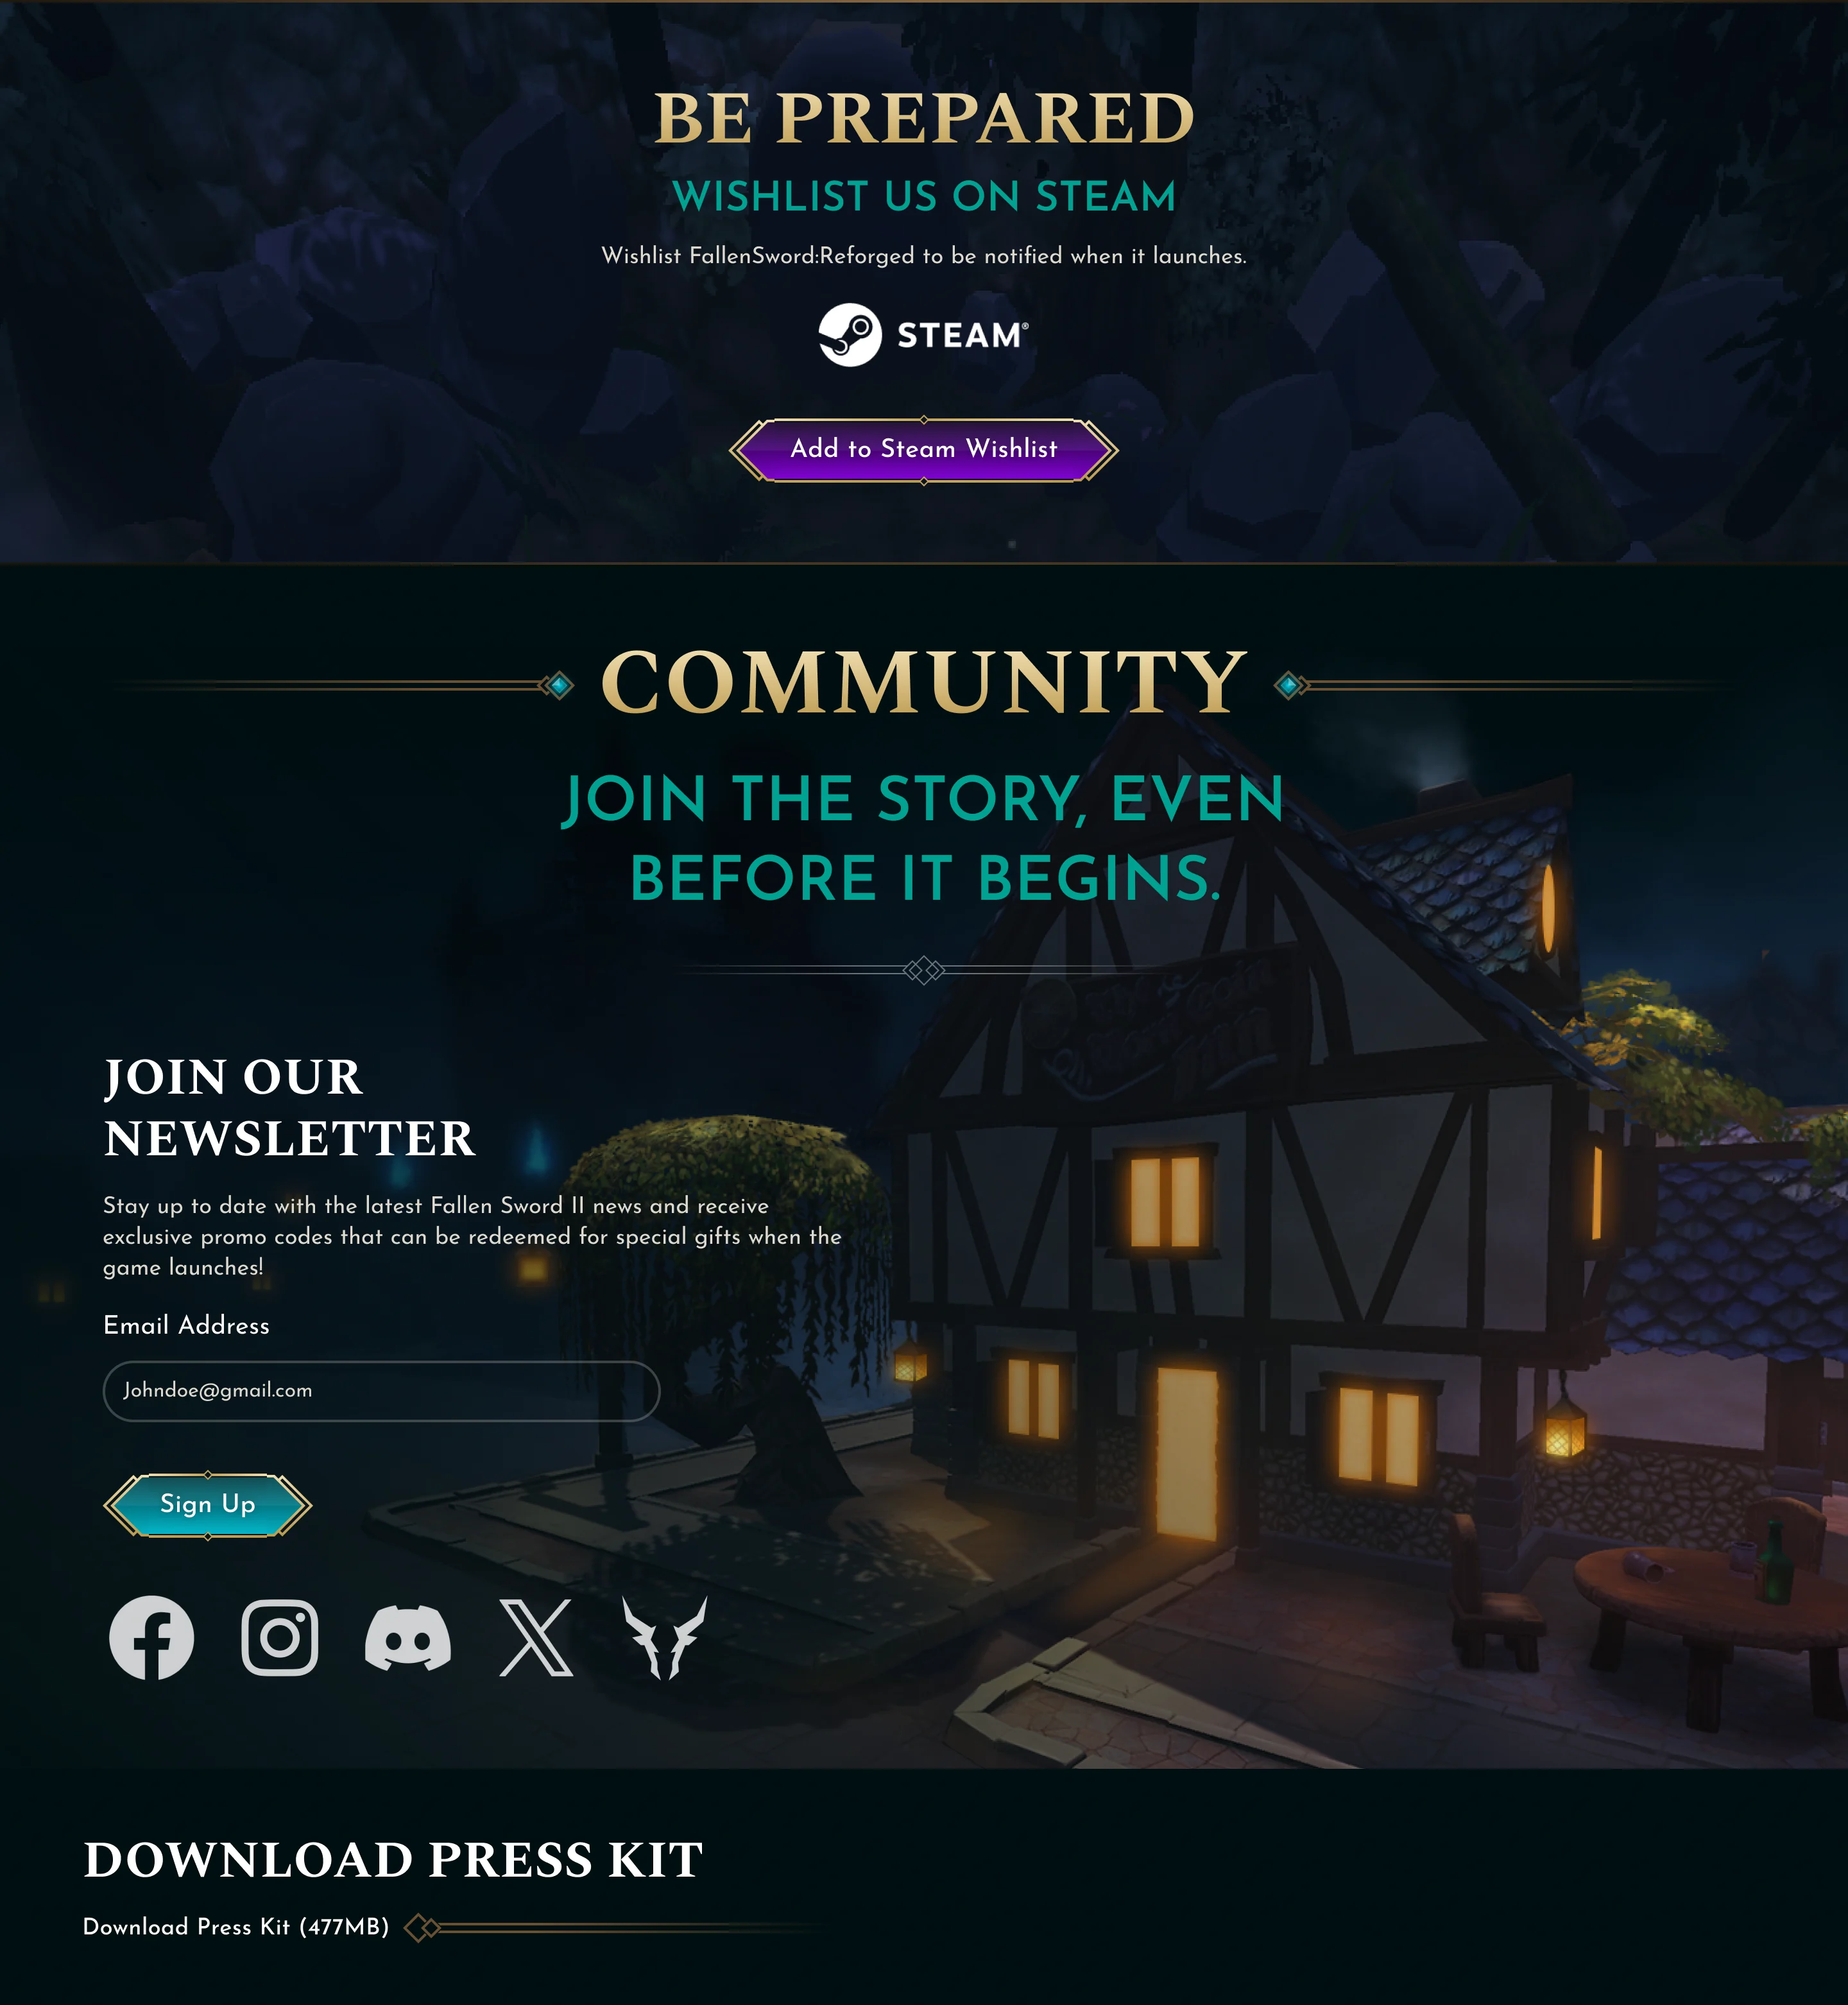 BE PREPARED
WISHLIST US ON STEAM
Wishlist FallenSword:Reforged to be notified when it launches.
STEAM®
Add to Steam Wishlist
COMMUNITY
JOIN THE STORY, EVEN
BEFORE IT BEGINS.
JOIN OUR
NEWSLETTER
Stay up to date with the latest Fallen Sword II news and receive
exclusive promo codes that can be redeemed for special gifts when the
game launches!
Email Address
Johndoe@gmail.com
Sign Up
DOWNLOAD PRESS KIT
Download Press Kit (477MB)